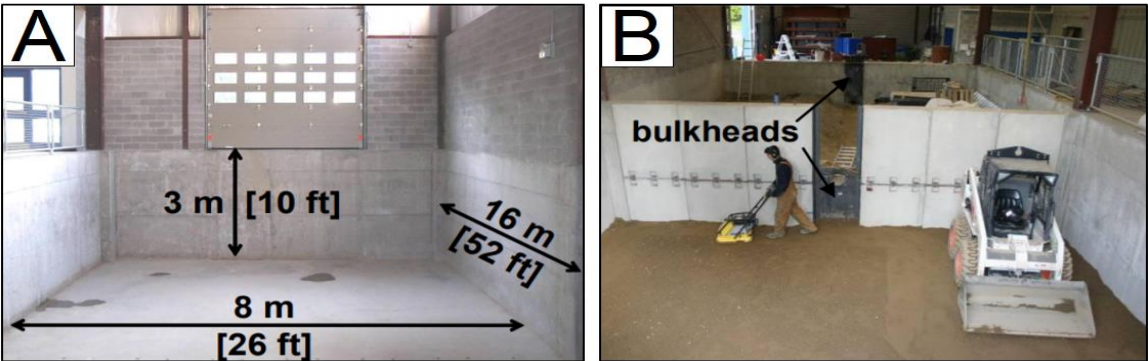 A
3 m [10 ft]
16 m
[52 ft]
8 m
[26 ft]
B
bulkheads